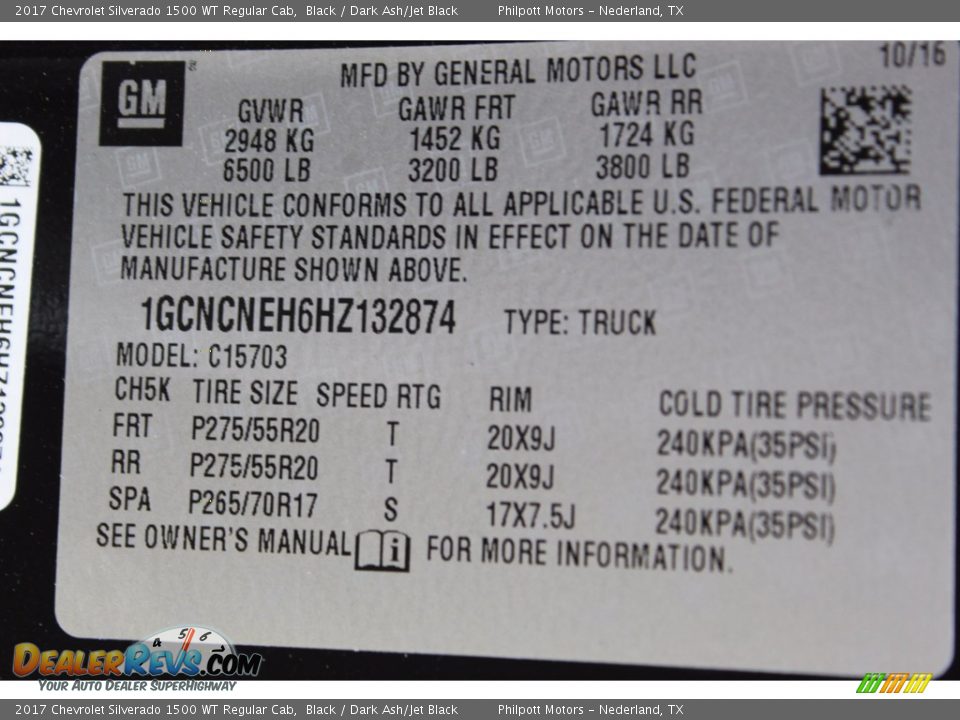 2017 Chevrolet Silverado 1500 WT Regular Cab, Black / Dark Ash/Jet Black Philpott Motors – Nederland, TX
10/16
GM
MFD BY GENERAL MOTORS LLC
GVWR GAWR FRT GAWR RR
2948 KG 1452 KG 1724 KG
6500 LB 3200 LB 3800 LB
THIS VEHICLE CONFORMS TO ALL APPLICABLE U.S. FEDERAL MOTOR
VEHICLE SAFETY STANDARDS IN EFFECT ON THE DATE OF
MANUFACTURE SHOWN ABOVE.
1GCNCNEH6HZ132874 TYPE: TRUCK
MODEL: C15703
CH5K TIRE SIZE SPEED RTG RIM COLD TIRE PRESSURE
FRT P275/55R20 T 20X9J 240KPA(35PSI)
RR P275/55R20 T 20X9J 240KPA(35PSI)
SPA P265/70R17 S 17X7.5J 240KPA(35PSI)
SEE OWNER'S MANUAL i FOR MORE INFORMATION.
4 5 6
DealerRevs.com
Your Auto Dealer SuperHighway
2017 Chevrolet Silverado 1500 WT Regular Cab, Black / Dark Ash/Jet Black Philpott Motors – Nederland, TX